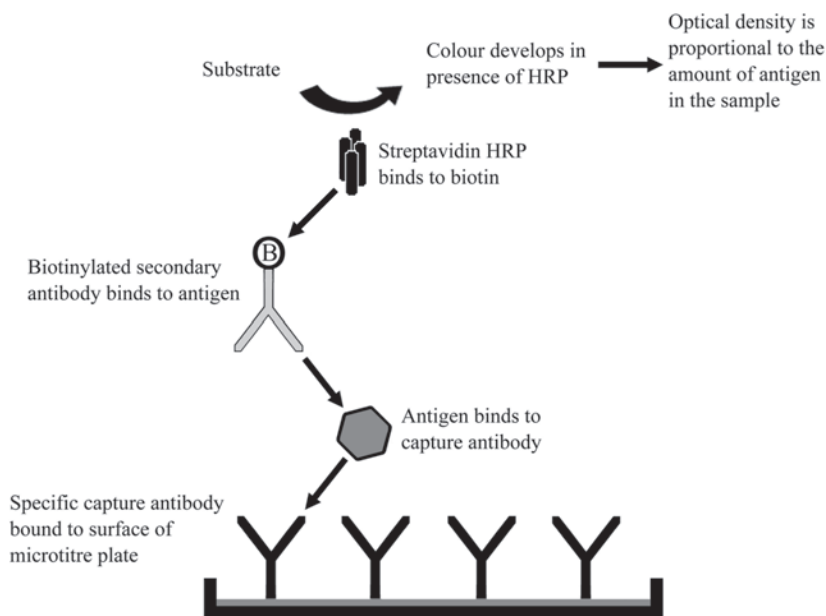 Substrate
Colour develops in
presence of HRP
Optical density is
proportional to the
amount of antigen
in the sample
Streptavidin HRP
binds to biotin
B
Biotinylated secondary
antibody binds to antigen
Antigen binds to
capture antibody
Specific capture antibody
bound to surface of
microtitre plate